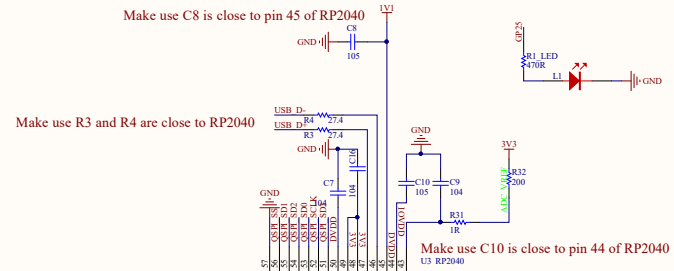 Make use C8 is close to pin 45 of RP2040
1V1
C8
GND
105
GP25
R1_LED
470R
L1
GND
USB_D-
R4
27.4
Make use R3 and R4 are close to RP2040
USB_D+
R3
27.4
GND
GND
3V3
C16
104
C7
104
C10
105
C9
104
R32
200
ADC_VREF
GND
QSPI_SS
QSPI_SD1
QSPI_SD2
QSPI_SD0
QSPI_SCLK
QSPI_SD3
DVDD
3V3
3V3
DVDD
IOVDD
R31
1R
Make use C10 is close to pin 44 of RP2040
U3 RP2040
57
56
55
54
53
52
51
50
49
48
47
46
45
44
43